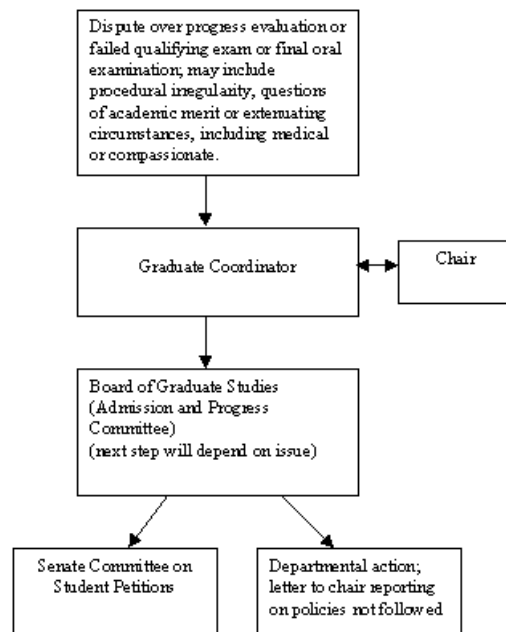 Dispute over progress evaluation or
failed qualifying exam or final oral
examination; may include
procedural irregularity, questions
of academic merit or extenuating
circumstances, including medical
or compassionate.
Graduate Coordinator
Chair
Board of Graduate Studies
(Admission and Progress
Committee)
(next step will depend on issue)
Senate Committee on
Student Petitions
Departmental action;
letter to chair reporting
on policies not followed